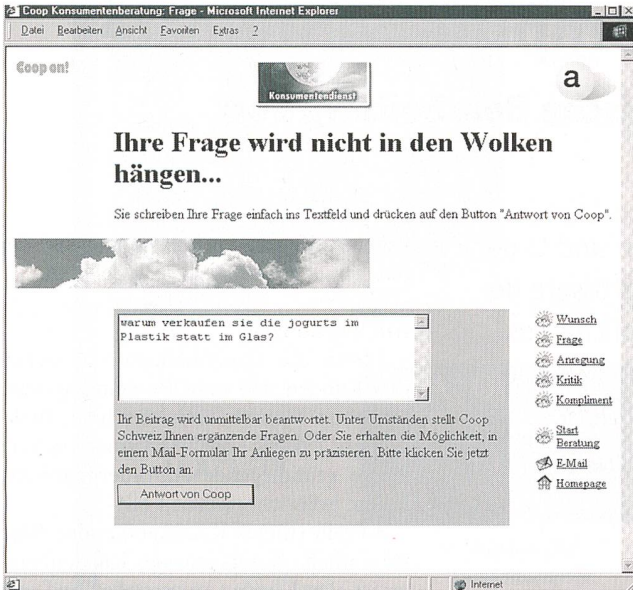 Coop Konsumentenberatung: Frage - Microsoft Internet Explorer
Datei Bearbeiten Ansicht Favoriten Extras ?
Coop on!
Konsumentendienst
a
Ihre Frage wird nicht in den Wolken
hängen...
Sie schreiben Ihre Frage einfach ins Textfeld und drücken auf den Button "Antwort von Coop".
warum verkaufen sie die jogurts im
Plastik statt im Glas?
Ihr Beitrag wird unmittelbar beantwortet. Unter Umständen stellt Coop
Schweiz Ihnen ergänzende Fragen. Oder Sie erhalten die Möglichkeit, in
einem Mail-Formular Ihr Anliegen zu präzisieren. Bitte klicken Sie jetzt
den Button an:
Antwort von Coop
Wunsch
Frage
Anregung
Kritik
Kompliment
Start
Beratung
E-Mail
Homepage
Internet